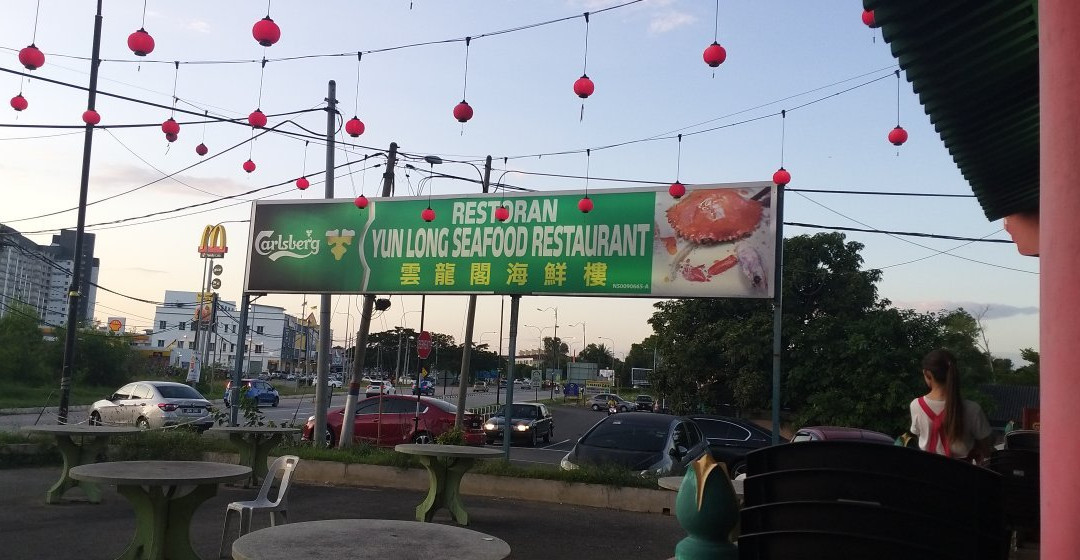 Carlsberg
RESTORAN
YUN LONG SEAFOOD RESTAURANT
雲龍閣海鮮樓